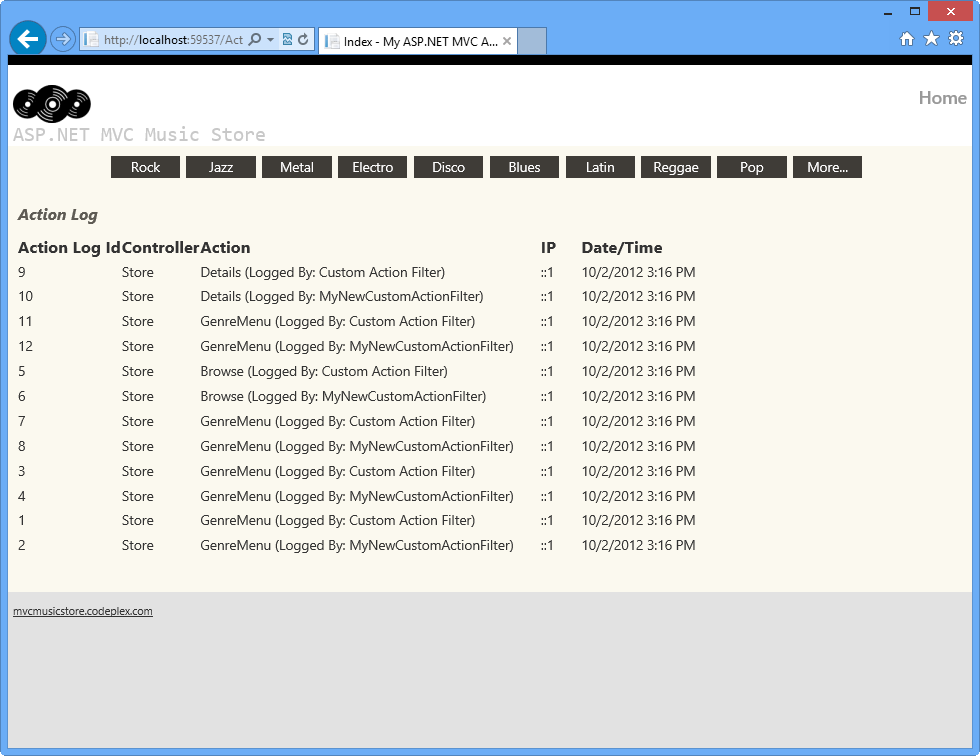 http://localhost:59537/Act
Index - My ASP.NET MVC A...
Home
ASP.NET MVC Music Store
Rock Jazz Metal Electro Disco Blues Latin Reggae Pop More...
Action Log
Action Log Id Controller Action IP Date/Time
9 Store Details (Logged By: Custom Action Filter) ::1 10/2/2012 3:16 PM
10 Store Details (Logged By: MyNewCustomActionFilter) ::1 10/2/2012 3:16 PM
11 Store GenreMenu (Logged By: Custom Action Filter) ::1 10/2/2012 3:16 PM
12 Store GenreMenu (Logged By: MyNewCustomActionFilter) ::1 10/2/2012 3:16 PM
5 Store Browse (Logged By: Custom Action Filter) ::1 10/2/2012 3:16 PM
6 Store Browse (Logged By: MyNewCustomActionFilter) ::1 10/2/2012 3:16 PM
7 Store GenreMenu (Logged By: Custom Action Filter) ::1 10/2/2012 3:16 PM
8 Store GenreMenu (Logged By: MyNewCustomActionFilter) ::1 10/2/2012 3:16 PM
3 Store GenreMenu (Logged By: Custom Action Filter) ::1 10/2/2012 3:16 PM
4 Store GenreMenu (Logged By: MyNewCustomActionFilter) ::1 10/2/2012 3:16 PM
1 Store GenreMenu (Logged By: Custom Action Filter) ::1 10/2/2012 3:16 PM
2 Store GenreMenu (Logged By: MyNewCustomActionFilter) ::1 10/2/2012 3:16 PM
mvcmusicstore.codeplex.com